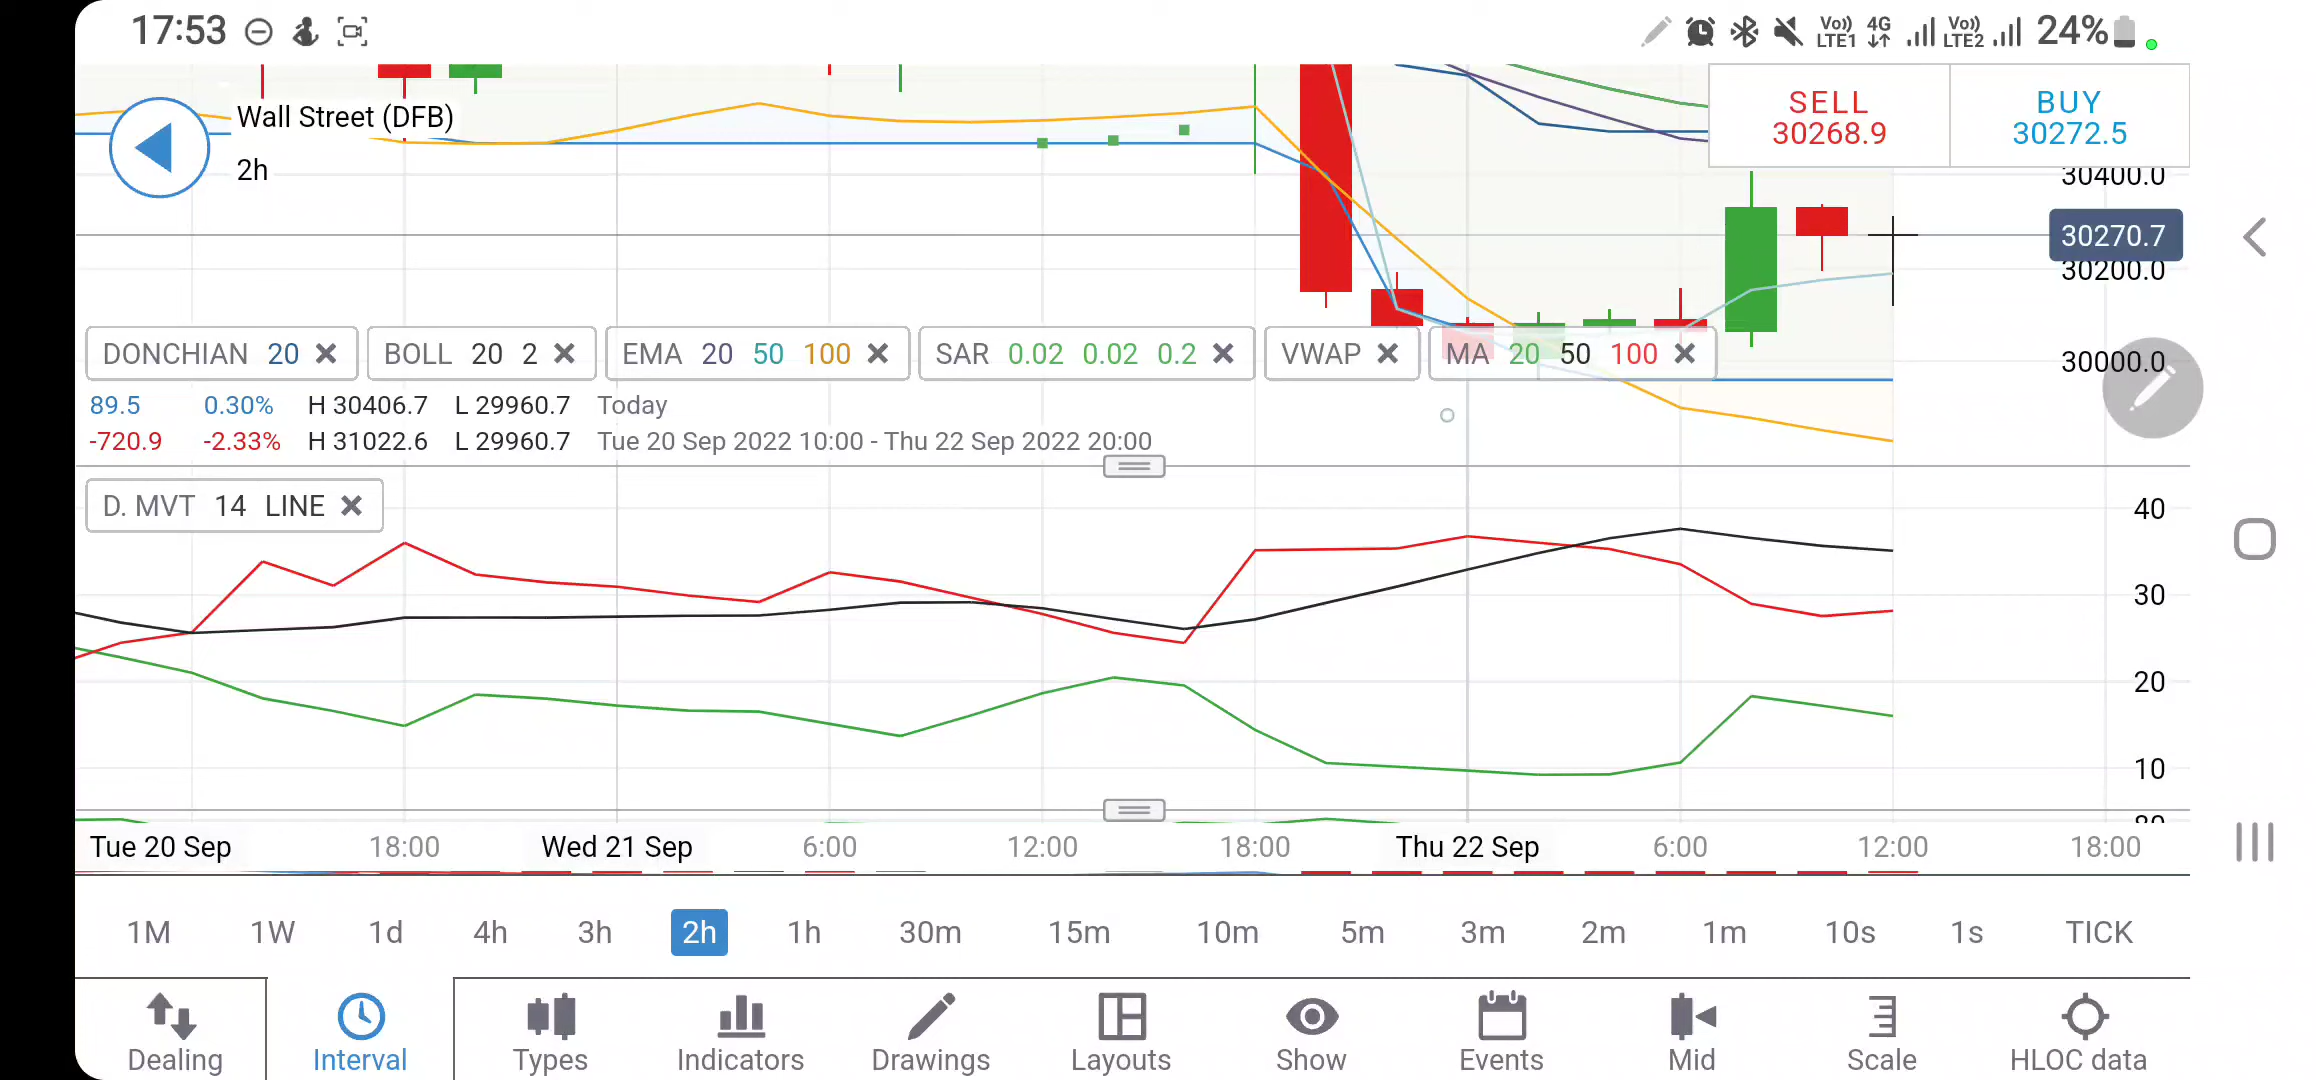 17:53
Vo)) LTE1 4G Vo)) LTE2 24%
Wall Street (DFB)
2h
SELL 30268.9
BUY 30272.5
30400.0
30270.7
30200.0
30000.0
DONCHIAN 20
BOLL 20 2
EMA 20 50 100
SAR 0.02 0.02 0.2
VWAP
MA 20 50 100
89.5 0.30% H 30406.7 L 29960.7 Today
-720.9 -2.33% H 31022.6 L 29960.7 Tue 20 Sep 2022 10:00 - Thu 22 Sep 2022 20:00
D. MVT 14 LINE
40
30
20
10
Tue 20 Sep 18:00 Wed 21 Sep 6:00 12:00 18:00 Thu 22 Sep 6:00 12:00 18:00
1M 1W 1d 4h 3h 2h 1h 30m 15m 10m 5m 3m 2m 1m 10s 1s TICK
Dealing Interval Types Indicators Drawings Layouts Show Events Mid Scale HLOC data